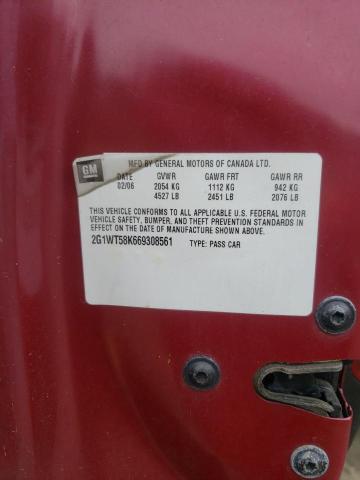 GM
MFD BY GENERAL MOTORS OF CANADA LTD.
DATE GVWR GAWR FRT GAWR RR
02/06 2054 KG 1112 KG 942 KG
4527 LB 2451 LB 2076 LB
THIS VEHICLE CONFORMS TO ALL APPLICABLE U.S. FEDERAL MOTOR
VEHICLE SAFETY, BUMPER, AND THEFT PREVENTION STANDARDS IN
EFFECT ON THE DATE OF MANUFACTURE SHOWN ABOVE.
2G1WT58K669308561 TYPE: PASS CAR